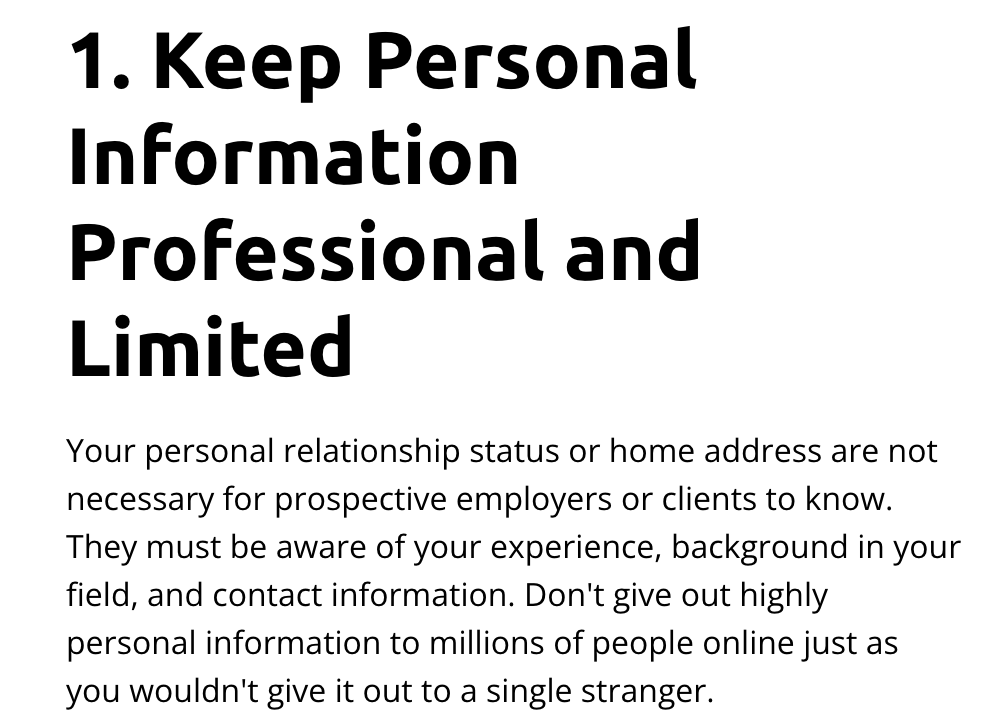 1. Keep Personal
Information
Professional and
Limited
Your personal relationship status or home address are not
necessary for prospective employers or clients to know.
They must be aware of your experience, background in your
field, and contact information. Don't give out highly
personal information to millions of people online just as
you wouldn't give it out to a single stranger.